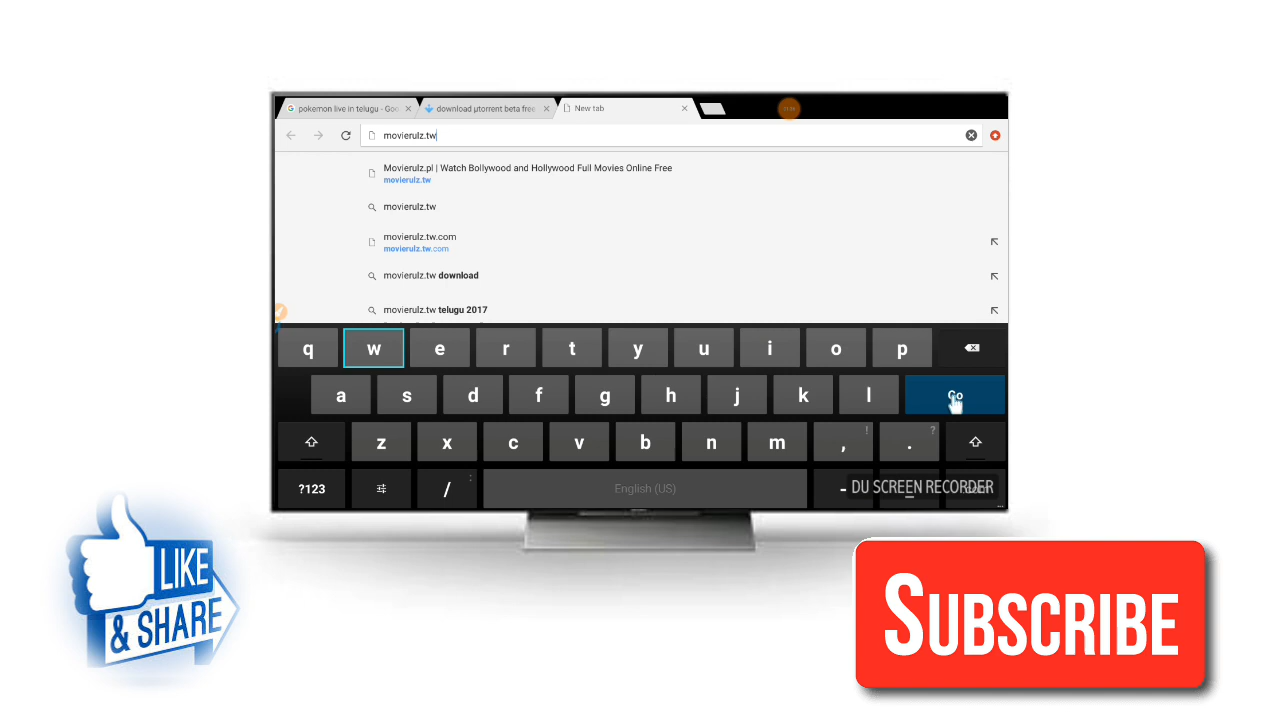 pokemon live in telugu - Goo
download µtorrent beta free
New tab
movierulz.tw
Movierulz.pl | Watch Bollywood and Hollywood Full Movies Online Free
movierulz.tw
movierulz.tw
movierulz.tw.com
movierulz.tw.com
movierulz.tw download
movierulz.tw telugu 2017
q w e r t y u i o p
a s d f g h j k l Go
z x c v b n m , ! . ?
?123 / : English (US) - _
DU SCREEN RECORDER
LIKE
& SHARE
SUBSCRIBE